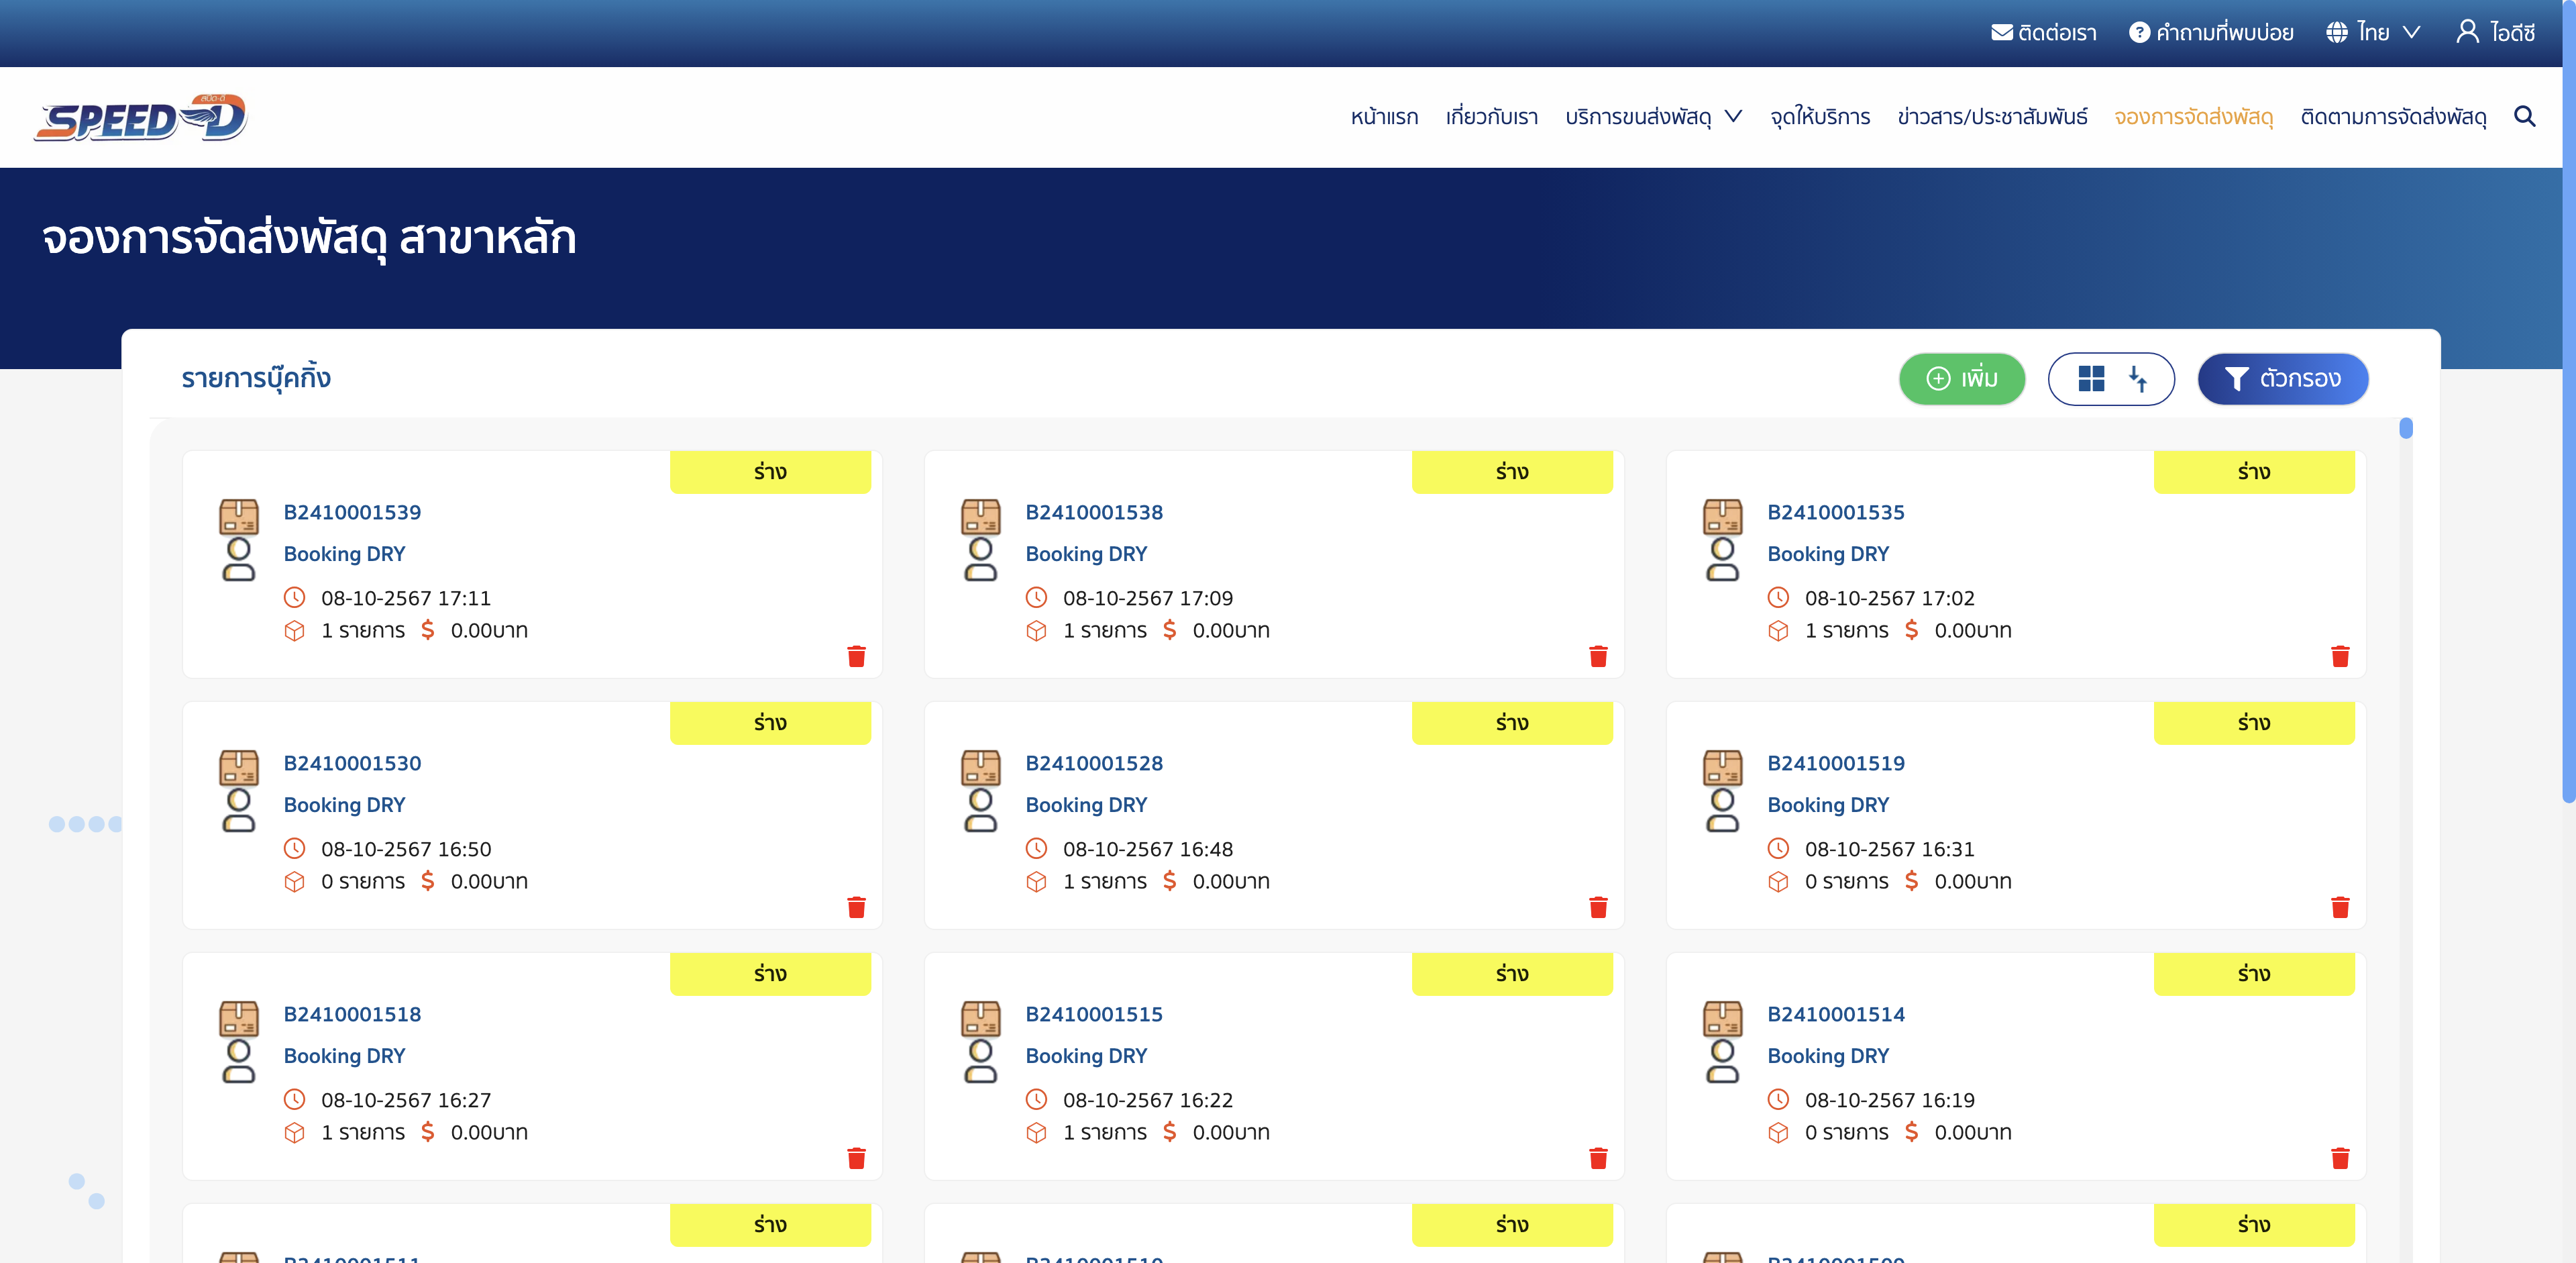 ติดต่อเรา คำถามที่พบบ่อย ไทย ไอดีซี
SPEED-D สปีด-ดี
หน้าแรก เกี่ยวกับเรา บริการขนส่งพัสดุ จุดให้บริการ ข่าวสาร/ประชาสัมพันธ์ จองการจัดส่งพัสดุ ติดตามการจัดส่งพัสดุ
จองการจัดส่งพัสดุ สาขาหลัก
รายการบุ๊คกิ้ง เพิ่ม ตัวกรอง
ร่าง ร่าง ร่าง
B2410001539 B2410001538 B2410001535
Booking DRY Booking DRY Booking DRY
08-10-2567 17:11 08-10-2567 17:09 08-10-2567 17:02
1 รายการ $ 0.00บาท 1 รายการ $ 0.00บาท 1 รายการ $ 0.00บาท
ร่าง ร่าง ร่าง
B2410001530 B2410001528 B2410001519
Booking DRY Booking DRY Booking DRY
08-10-2567 16:50 08-10-2567 16:48 08-10-2567 16:31
0 รายการ $ 0.00บาท 1 รายการ $ 0.00บาท 0 รายการ $ 0.00บาท
ร่าง ร่าง ร่าง
B2410001518 B2410001515 B2410001514
Booking DRY Booking DRY Booking DRY
08-10-2567 16:27 08-10-2567 16:22 08-10-2567 16:19
1 รายการ $ 0.00บาท 1 รายการ $ 0.00บาท 0 รายการ $ 0.00บาท
ร่าง ร่าง ร่าง